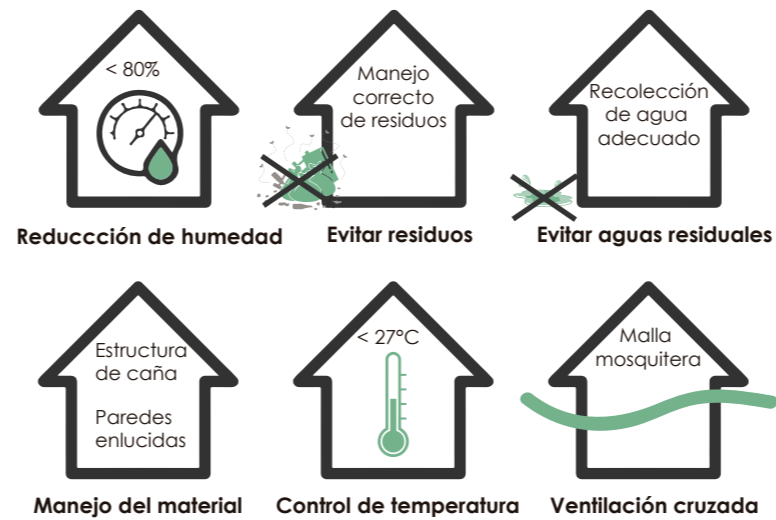 < 80%
Reduccción de humedad
Manejo
correcto
de residuos
Evitar residuos
Recolección
de agua
adecuado
Evitar aguas residuales
Estructura
de caña
Paredes
enlucidas
Manejo del material
< 27°C
Control de temperatura
Malla
mosquitera
Ventilación cruzada